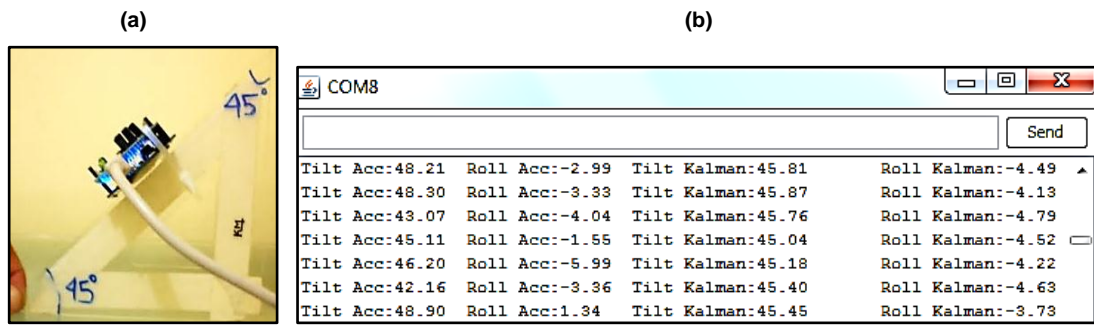 (a)
(b)
45°
45°
KM
COM8
Send
Tilt Acc:48.21 Roll Acc:-2.99 Tilt Kalman:45.81 Roll Kalman:-4.49
Tilt Acc:48.30 Roll Acc:-3.33 Tilt Kalman:45.87 Roll Kalman:-4.13
Tilt Acc:43.07 Roll Acc:-4.04 Tilt Kalman:45.76 Roll Kalman:-4.79
Tilt Acc:45.11 Roll Acc:-1.55 Tilt Kalman:45.04 Roll Kalman:-4.52
Tilt Acc:46.20 Roll Acc:-5.99 Tilt Kalman:45.18 Roll Kalman:-4.22
Tilt Acc:42.16 Roll Acc:-3.36 Tilt Kalman:45.40 Roll Kalman:-4.63
Tilt Acc:48.90 Roll Acc:1.34 Tilt Kalman:45.45 Roll Kalman:-3.73